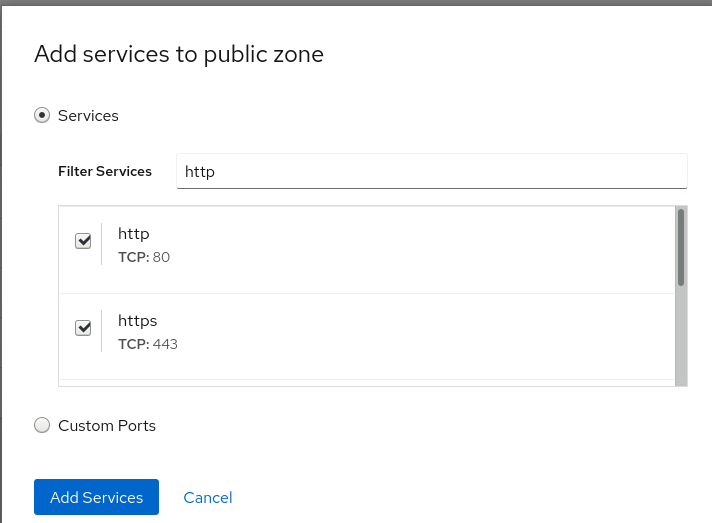 Add services to public zone
Services
Filter Services http
http
TCP: 80
https
TCP: 443
Custom Ports
Add Services Cancel